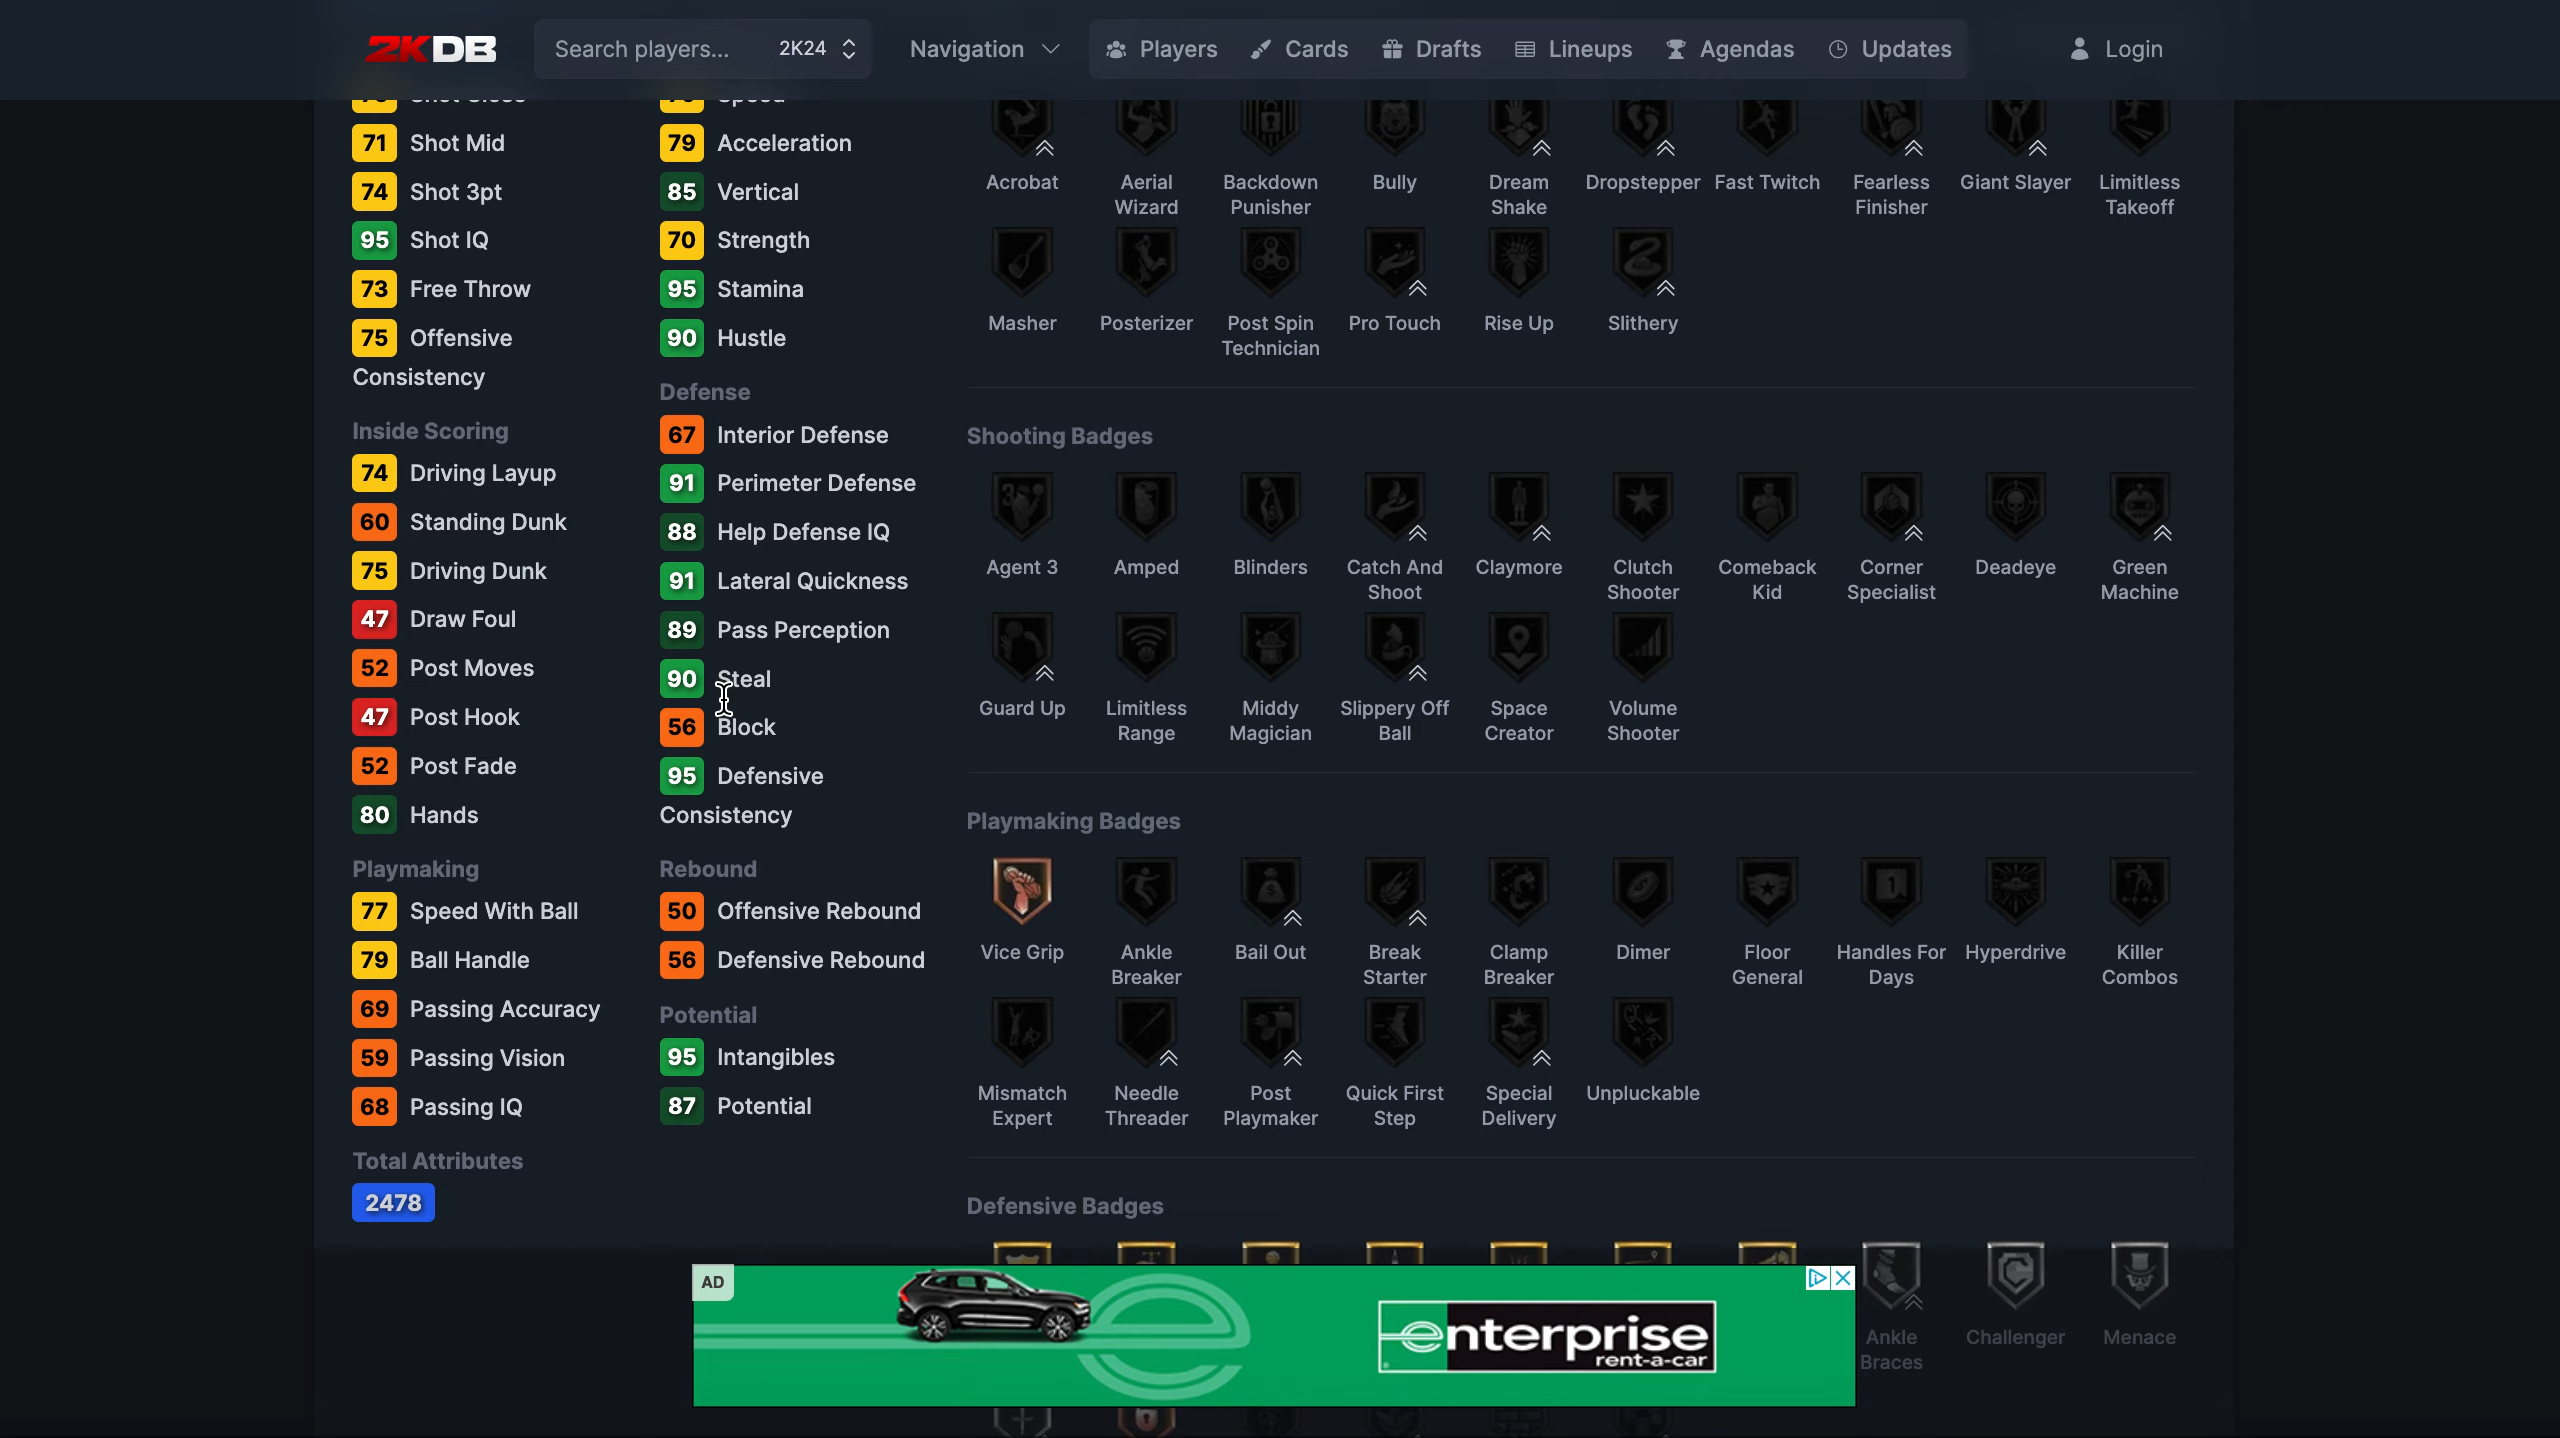 2KDB
Search players...
2K24
Navigation
Players
Cards
Drafts
Lineups
Agendas
Updates
Login
71 Shot Mid
74 Shot 3pt
95 Shot IQ
73 Free Throw
75 Offensive
Consistency
Inside Scoring
74 Driving Layup
60 Standing Dunk
75 Driving Dunk
47 Draw Foul
52 Post Moves
47 Post Hook
52 Post Fade
80 Hands
Playmaking
77 Speed With Ball
79 Ball Handle
69 Passing Accuracy
59 Passing Vision
68 Passing IQ
Total Attributes
2478
Speed
79 Acceleration
85 Vertical
70 Strength
95 Stamina
90 Hustle
Defense
67 Interior Defense
91 Perimeter Defense
88 Help Defense IQ
91 Lateral Quickness
89 Pass Perception
90 Steal
56 Block
95 Defensive
Consistency
Rebound
50 Offensive Rebound
56 Defensive Rebound
Potential
95 Intangibles
87 Potential
Acrobat
Aerial
Wizard
Backdown
Punisher
Bully
Dream
Shake
Dropstepper
Fast Twitch
Fearless
Finisher
Giant Slayer
Limitless
Takeoff
Masher
Posterizer
Post Spin
Technician
Pro Touch
Rise Up
Slithery
Shooting Badges
Agent 3
Amped
Blinders
Catch And
Shoot
Claymore
Clutch
Shooter
Comeback
Kid
Corner
Specialist
Deadeye
Green
Machine
Guard Up
Limitless
Range
Middy
Magician
Slippery Off
Ball
Space
Creator
Volume
Shooter
Playmaking Badges
Vice Grip
Ankle
Breaker
Bail Out
Break
Starter
Clamp
Breaker
Dimer
Floor
General
Handles For
Days
Hyperdrive
Killer
Combos
Mismatch
Expert
Needle
Threader
Post
Playmaker
Quick First
Step
Special
Delivery
Unpluckable
Defensive Badges
Ankle
Braces
Challenger
Menace
AD
enterprise
rent-a-car